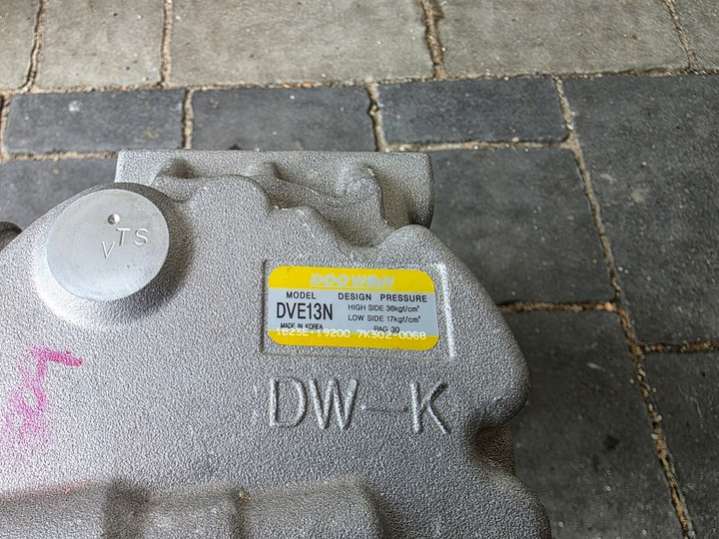 VTS
DOOWON
MODEL DESIGN PRESSURE
DVE13N HIGH SIDE 36kgf/cm²
LOW SIDE 17kgf/cm²
MADE IN KOREA PAG 30
DW-K